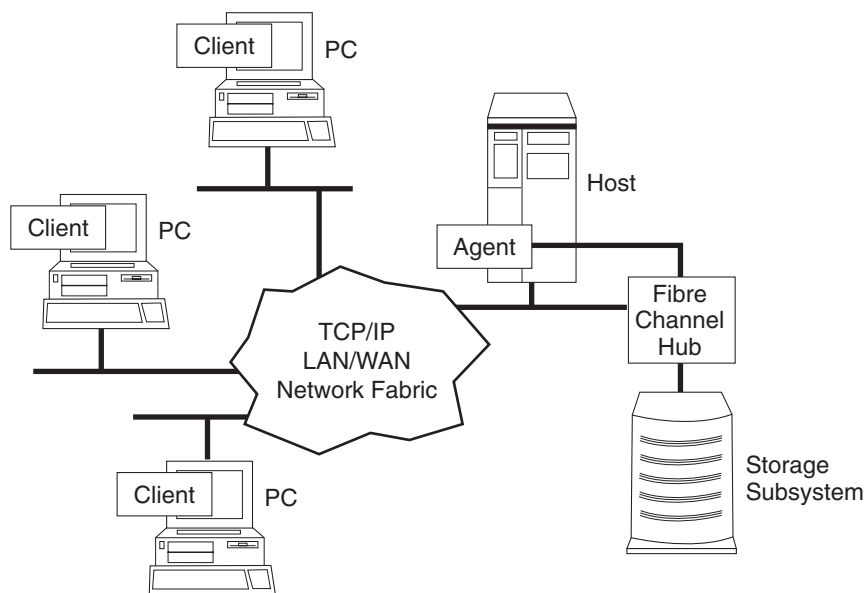 Client
PC
Client
PC
Host
Agent
Fibre
Channel
Hub
TCP/IP
LAN/WAN
Network Fabric
Client
PC
Storage
Subsystem